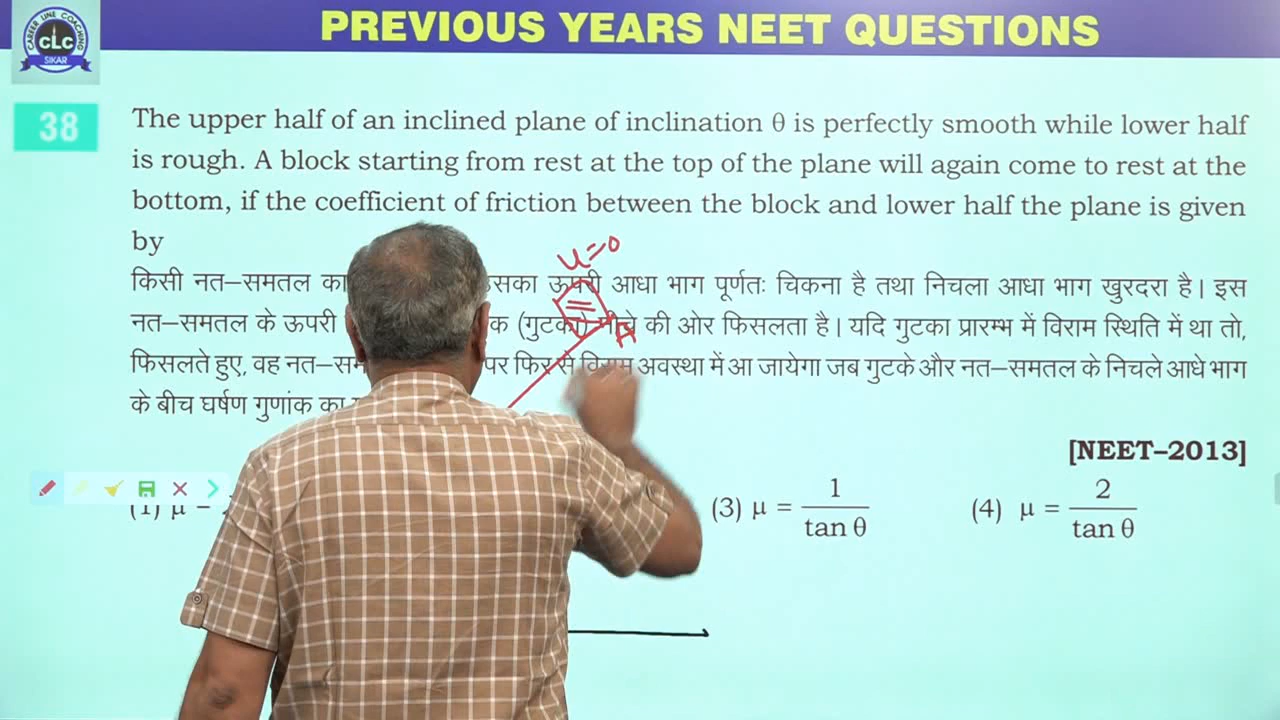 PREVIOUS YEARS NEET QUESTIONS
CAREER LINE COACHING
CLC
SIKAR
38
The upper half of an inclined plane of inclination θ is perfectly smooth while lower half
is rough. A block starting from rest at the top of the plane will again come to rest at the
bottom, if the coefficient of friction between the block and lower half the plane is given
by
u=0
किसी नत–समतल का ऊपरी आधा भाग पूर्णतः चिकना है तथा निचला आधा भाग खुरदरा है। इस
नत–समतल के ऊपरी (गुटका) नीचे की ओर फिसलता है। यदि गुटका प्रारम्भ में विराम स्थिति में था तो,
A
फिसलते हुए, वह पर फिर से विराम अवस्था में आ जायेगा जब गुटके और नत–समतल के निचले आधे भाग
के बीच घर्षण गुणांक का
[NEET–2013]
(1) μ =
(3) μ = 1 / tan θ
(4) μ = 2 / tan θ